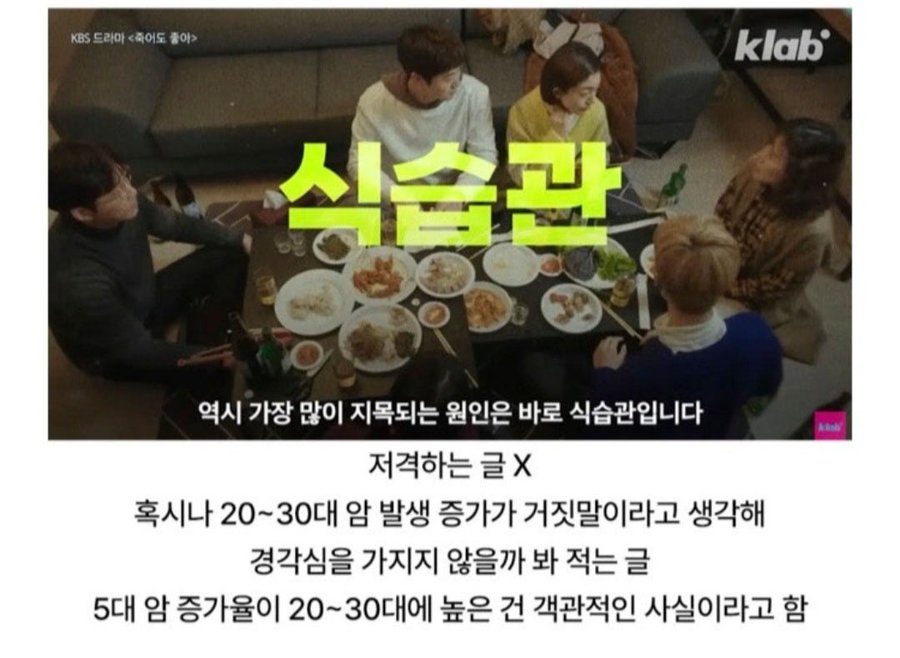 KBS 드라마 <죽어도 좋아>
klab
식습관
역시 가장 많이 지목되는 원인은 바로 식습관입니다
klab
저격하는 글 X
혹시나 20~30대 암 발생 증가가 거짓말이라고 생각해
경각심을 가지지 않을까 봐 적는 글
5대 암 증가율이 20~30대에 높은 건 객관적인 사실이라고 함